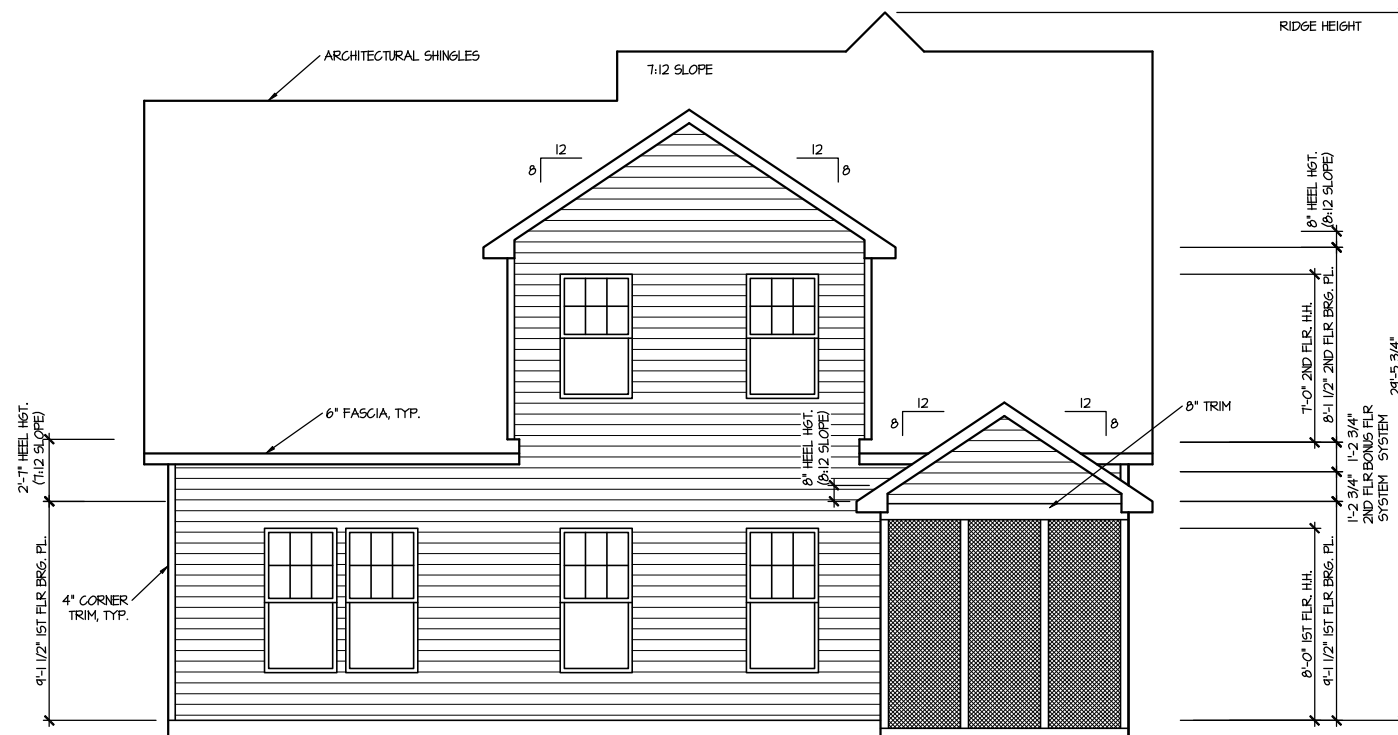 RIDGE HEIGHT
ARCHITECTURAL SHINGLES
7:12 SLOPE
12
8
12
8
8" HEEL HGT.
(8:12 SLOPE)
7'-0" 2ND FLR. H.H.
8'-1 1/2" 2ND FLR BRG. PL.
29'-5 3/4"
6" FASCIA, TYP.
12
8
12
8
8" TRIM
2'-7" HEEL HGT.
(7:12 SLOPE)
8" HEEL HGT.
(8:12 SLOPE)
1'-2 3/4"
BONUS FLR
SYSTEM
1'-2 3/4"
2ND FLR
SYSTEM
9'-1 1/2" 1ST FLR BRG. PL.
4" CORNER
TRIM, TYP.
8'-0" 1ST FLR. H.H.
9'-1 1/2" 1ST FLR BRG. PL.